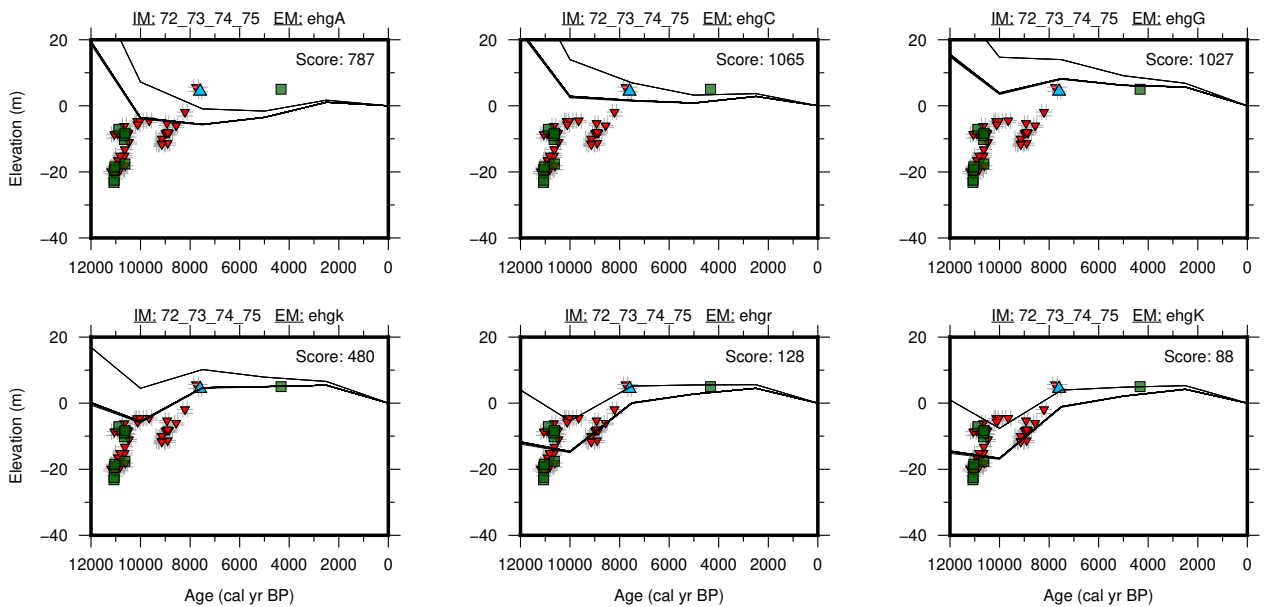 IM: 72_73_74_75 EM: ehgA
IM: 72_73_74_75 EM: ehgC
IM: 72_73_74_75 EM: ehgG
20
0
−20
−40
Elevation (m)
Score: 787
12000 10000 8000 6000 4000 2000 0
20
0
−20
−40
Score: 1065
12000 10000 8000 6000 4000 2000 0
20
0
−20
−40
Score: 1027
12000 10000 8000 6000 4000 2000 0
IM: 72_73_74_75 EM: ehgk
IM: 72_73_74_75 EM: ehgr
IM: 72_73_74_75 EM: ehgK
20
0
−20
−40
Elevation (m)
Score: 480
12000 10000 8000 6000 4000 2000 0
Age (cal yr BP)
20
0
−20
−40
Score: 128
12000 10000 8000 6000 4000 2000 0
Age (cal yr BP)
20
0
−20
−40
Score: 88
12000 10000 8000 6000 4000 2000 0
Age (cal yr BP)